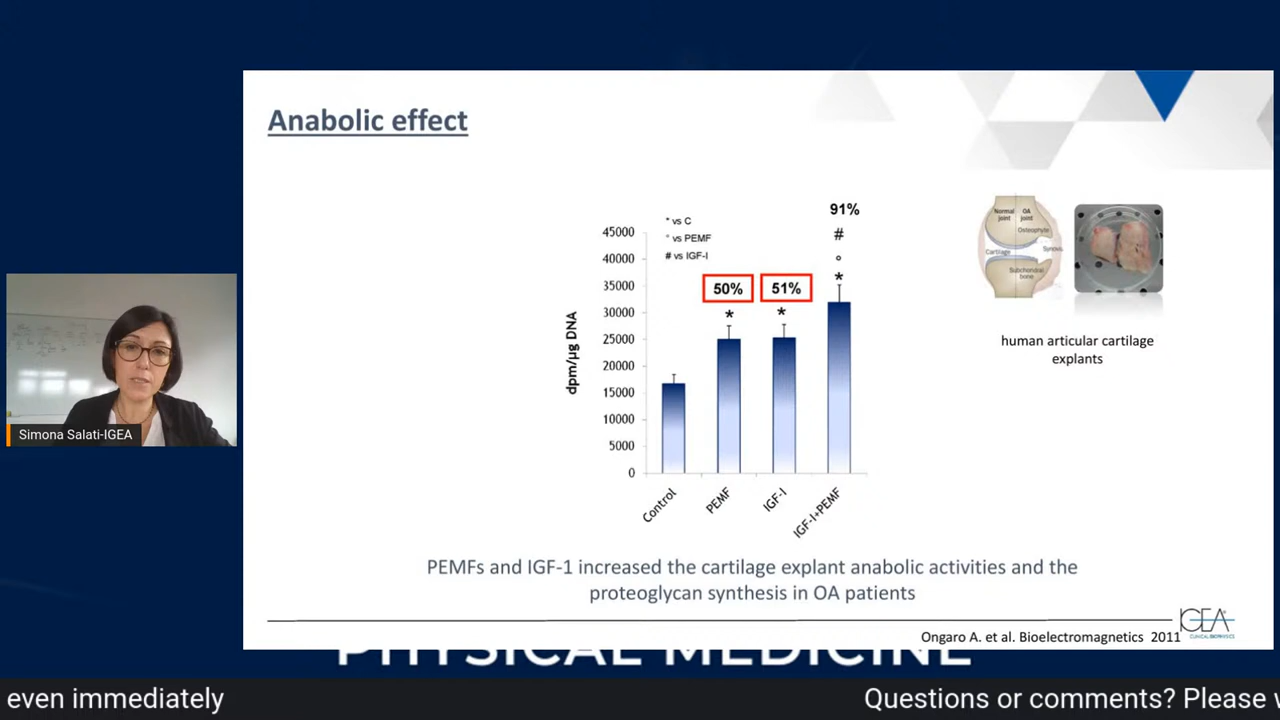 Anabolic effect
* vs C
° vs PEMF
# vs IGF-I
91%
#
°
*
50%
51%
*
*
45000
40000
35000
30000
25000
20000
15000
10000
5000
0
dpm/µg DNA
Control
PEMF
IGF-I
IGF-I+PEMF
Normal joint
OA joint
Osteophyte
Cartilage
Subchondral
bone
human articular cartilage
explants
PEMFs and IGF-1 increased the cartilage explant anabolic activities and the
proteoglycan synthesis in OA patients
Ongaro A. et al. Bioelectromagnetics 2011
IGEA
CLINICAL BIOPHYSICS
Simona Salati-IGEA
PHYSICAL MEDICINE
even immediately
Questions or comments? Please